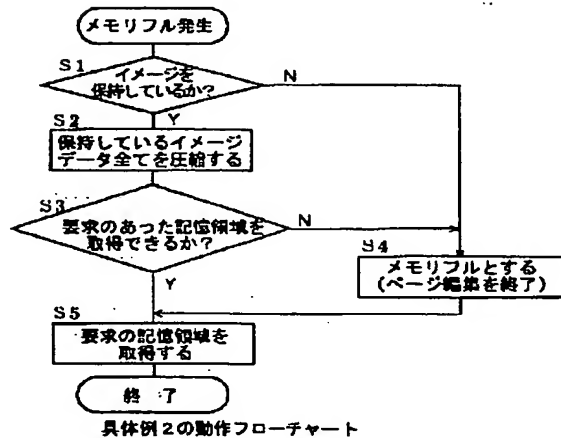 メモリフル発生
S1
イメージを
保持しているか?
N
Y
S2
保持しているイメージ
データ全てを圧縮する
S3
要求のあった記憶領域を
取得できるか?
N
Y
S4
メモリフルとする
(ページ編集を終了)
S5
要求の記憶領域を
取得する
終 了
具体例2の動作フローチャート